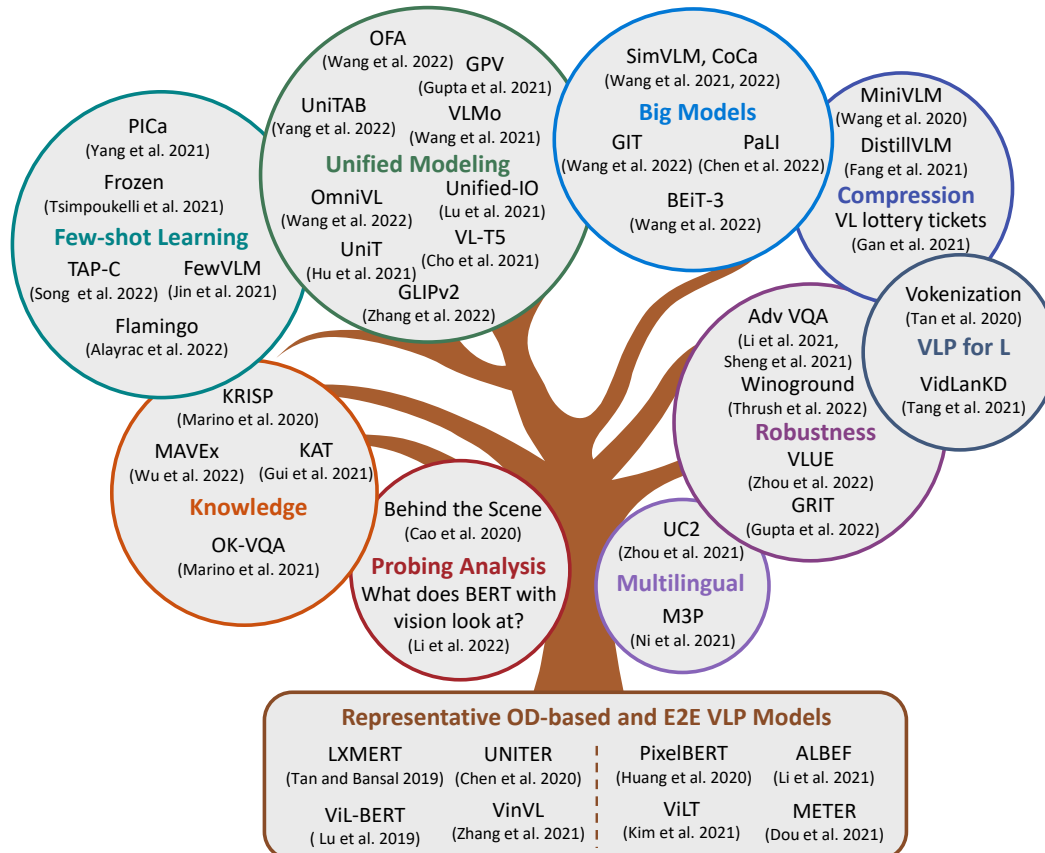 OFA
(Wang et al. 2022)
GPV
(Gupta et al. 2021)
UniTAB
(Yang et al. 2022)
VLMo
(Wang et al. 2021)
Unified Modeling
OmniVL
(Wang et al. 2022)
Unified-IO
(Lu et al. 2021)
UniT
(Hu et al. 2021)
VL-T5
(Cho et al. 2021)
GLIPv2
(Zhang et al. 2022)
SimVLM, CoCa
(Wang et al. 2021, 2022)
Big Models
GIT
(Wang et al. 2022)
PaLI
(Chen et al. 2022)
BEiT-3
(Wang et al. 2022)
MiniVLM
(Wang et al. 2020)
DistillVLM
(Fang et al. 2021)
Compression
VL lottery tickets
(Gan et al. 2021)
PICa
(Yang et al. 2021)
Frozen
(Tsimpoukelli et al. 2021)
Few-shot Learning
TAP-C
(Song et al. 2022)
FewVLM
(Jin et al. 2021)
Flamingo
(Alayrac et al. 2022)
Vokenization
(Tan et al. 2020)
VLP for L
VidLanKD
(Tang et al. 2021)
Adv VQA
(Li et al. 2021,
Sheng et al. 2021)
Winoground
(Thrush et al. 2022)
Robustness
VLUE
(Zhou et al. 2022)
GRIT
(Gupta et al. 2022)
KRISP
(Marino et al. 2020)
MAVEx
(Wu et al. 2022)
KAT
(Gui et al. 2021)
Knowledge
OK-VQA
(Marino et al. 2021)
Behind the Scene
(Cao et al. 2020)
Probing Analysis
What does BERT with
vision look at?
(Li et al. 2022)
UC2
(Zhou et al. 2021)
Multilingual
M3P
(Ni et al. 2021)
Representative OD-based and E2E VLP Models
LXMERT
(Tan and Bansal 2019)
UNITER
(Chen et al. 2020)
PixelBERT
(Huang et al. 2020)
ALBEF
(Li et al. 2021)
ViL-BERT
( Lu et al. 2019)
VinVL
(Zhang et al. 2021)
ViLT
(Kim et al. 2021)
METER
(Dou et al. 2021)